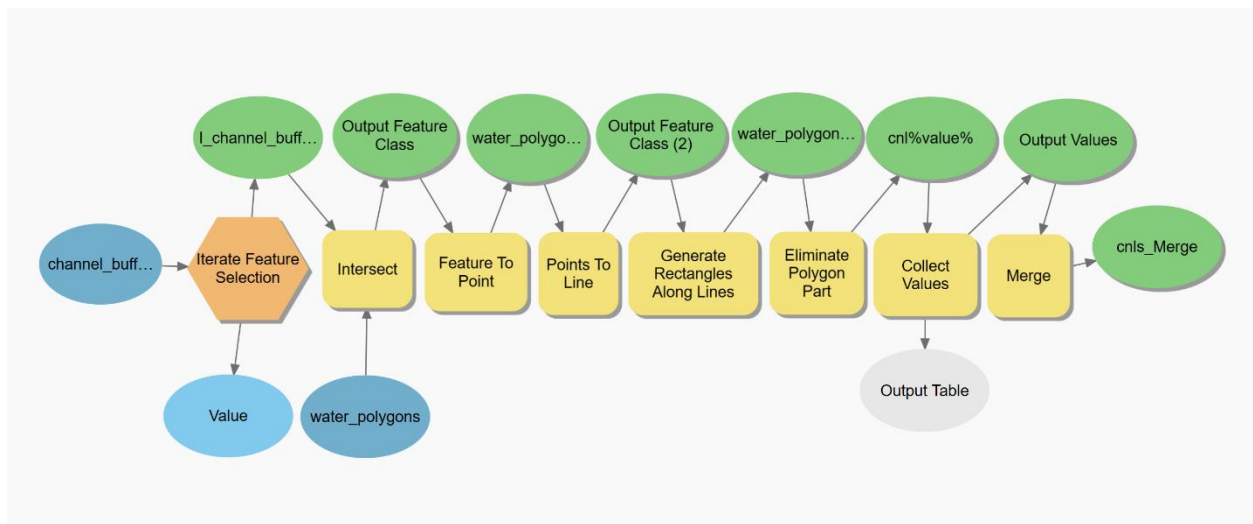 I_channel_buff...
Output Feature
Class
water_polygo...
Output Feature
Class (2)
water_polygon...
cnl%value%
Output Values
channel_buff...
Iterate Feature
Selection
Intersect
Feature To
Point
Points To
Line
Generate
Rectangles
Along Lines
Eliminate
Polygon
Part
Collect
Values
Merge
cnls_Merge
Value
water_polygons
Output Table